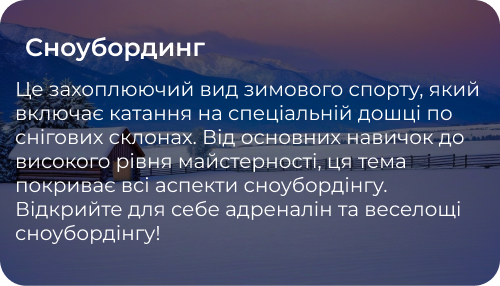 Сноубординг
Це захоплюючий вид зимового спорту, який
включає катання на спеціальній дошці по
снігових склонах. Від основних навичок до
високого рівня майстерності, ця тема
покриває всі аспекти сноубордінгу.
Відкрийте для себе адреналін та веселощі
сноубордінгу!